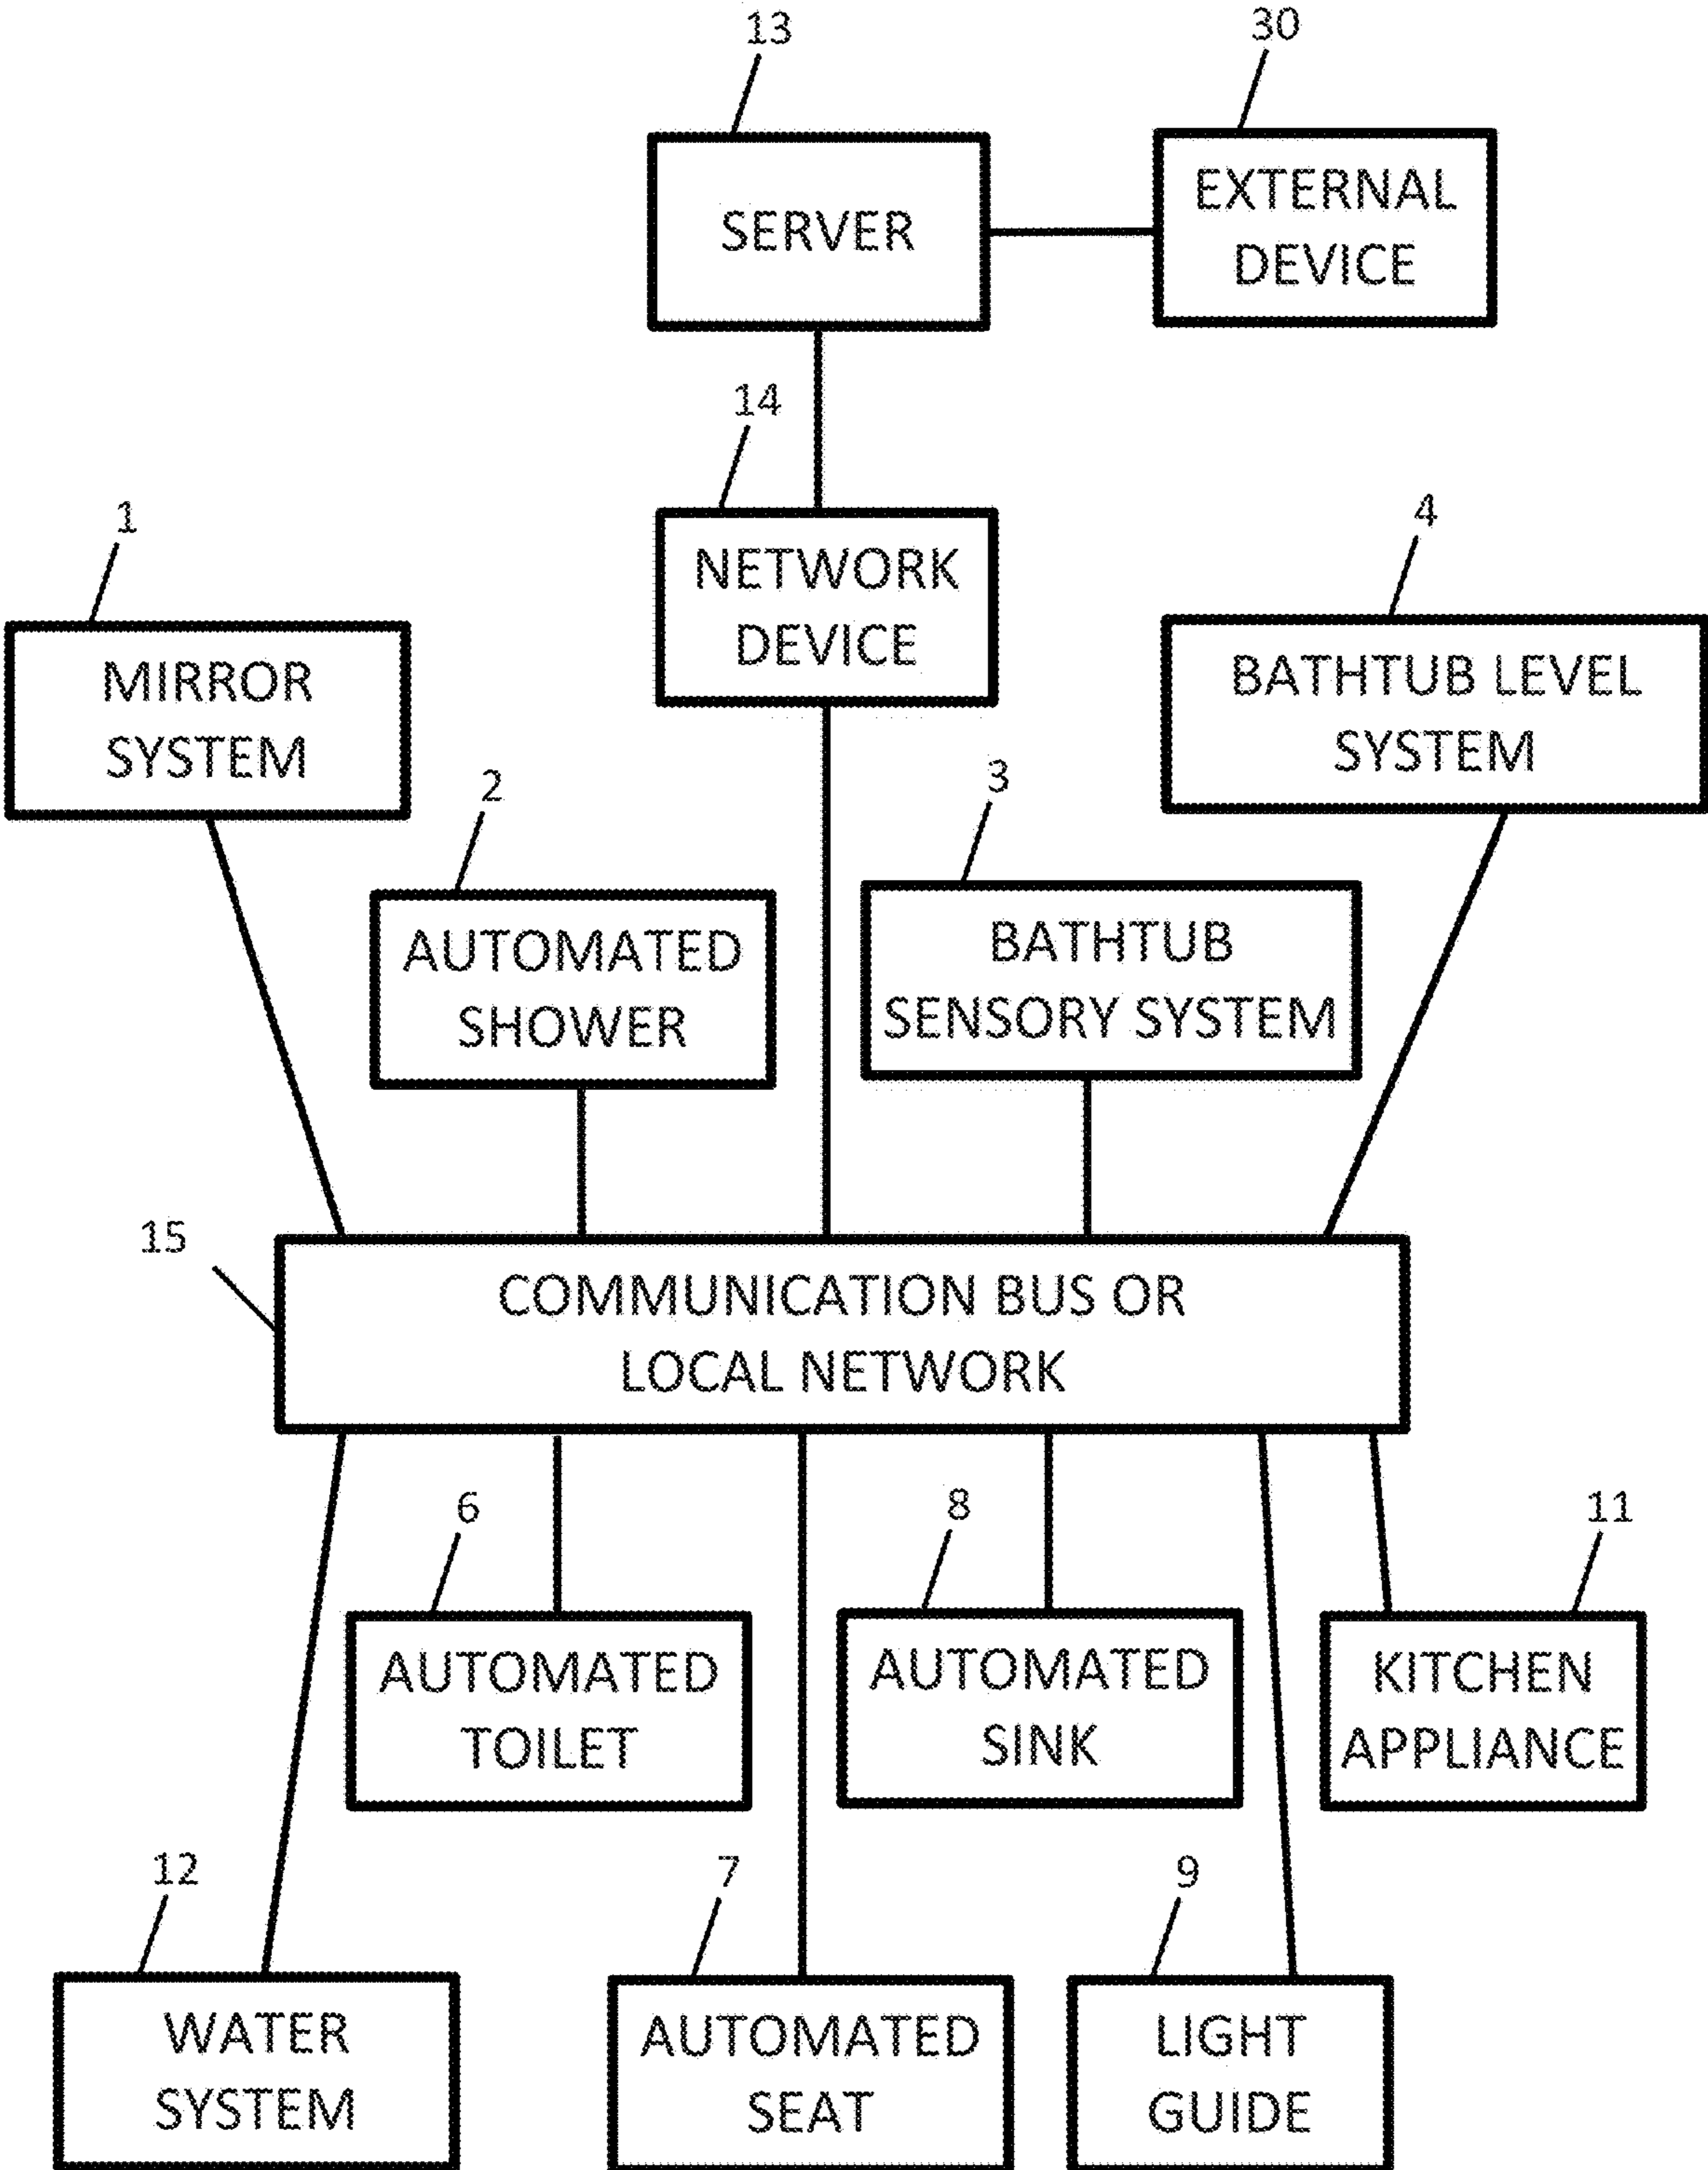 13
30
SERVER
EXTERNAL
DEVICE
14
NETWORK
DEVICE
1
MIRROR
SYSTEM
4
BATHTUB LEVEL
SYSTEM
2
AUTOMATED
SHOWER
3
BATHTUB
SENSORY SYSTEM
15
COMMUNICATION BUS OR
LOCAL NETWORK
6
AUTOMATED
TOILET
8
AUTOMATED
SINK
11
KITCHEN
APPLIANCE
12
WATER
SYSTEM
7
AUTOMATED
SEAT
9
LIGHT
GUIDE